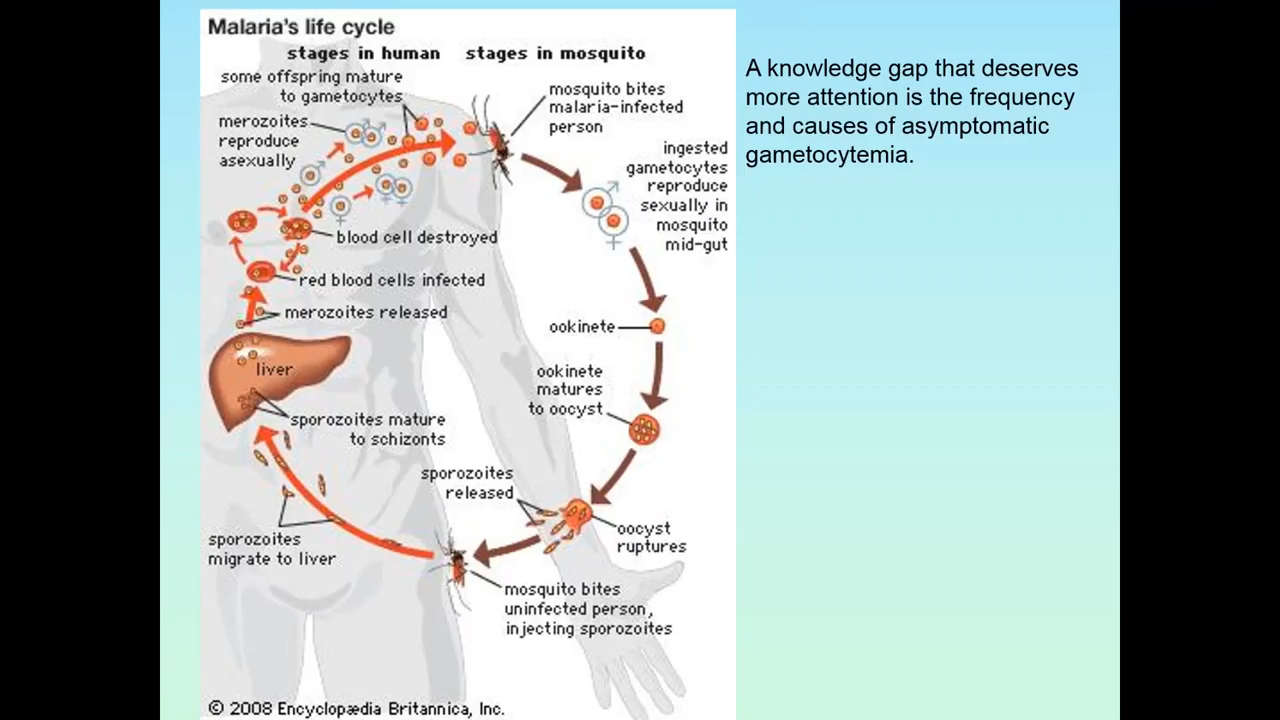 Malaria's life cycle
stages in human
stages in mosquito
some offspring mature
to gametocytes
merozoites
reproduce
asexually
mosquito bites
malaria-infected
person
ingested
gametocytes
reproduce
sexually in
mosquito
mid-gut
blood cell destroyed
red blood cells infected
merozoites released
ookinete
liver
ookinete
matures
to oocyst
sporozoites mature
to schizonts
sporozoites
released
oocyst
ruptures
sporozoites
migrate to liver
mosquito bites
uninfected person,
injecting sporozoites
© 2008 Encyclopædia Britannica, Inc.
A knowledge gap that deserves
more attention is the frequency
and causes of asymptomatic
gametocytemia.